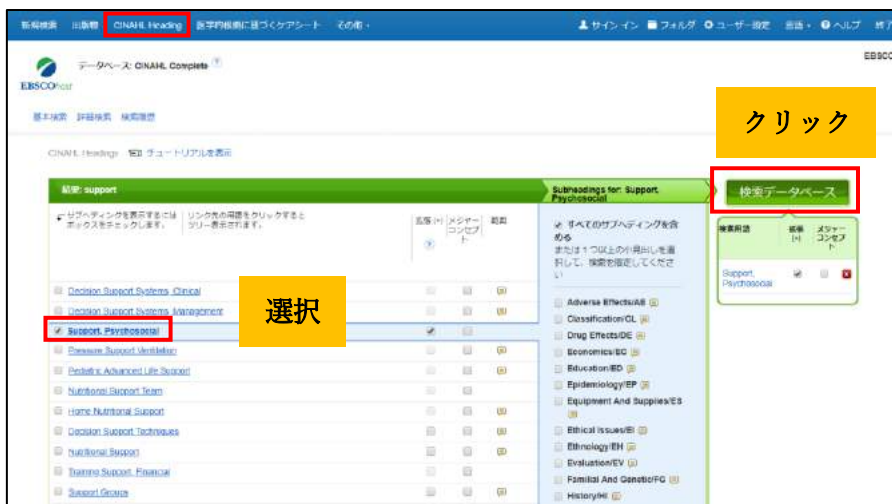 新規検索 出版物 CINAHL Heading 医学的根拠に基づくケアシート その他
サインイン フォルダ ユーザー設定 言語 ヘルプ 終了
データベース: CINAHL Complete
EBSCO
EBSCOhost
基本検索 詳細検索 検索履歴
クリック
CINAHL Headings チュートリアルを表示
結果: support
Subheadings for: Support, Psychosocial
検索データベース
サブヘディングを表示するには ボックスをチェックします。
リンク先の用語をクリックすると ツリー表示されます。
拡張 (+) メジャーコンセプト 範囲
すべてのサブヘディングを含める
または1つ以上の小見出しを選択して、検索を限定してください
検索用語 拡張 (+) メジャーコンセプト
Support, Psychosocial
選択
Decision Support Systems, Clinical
Decision Support Systems, Management
Support, Psychosocial
Pressure Support Ventilation
Pediatric Advanced Life Support
Nutritional Support Team
Home Nutritional Support
Decision Support Techniques
Nutritional Support
Training Support, Financial
Support Groups
Adverse Effects/AE
Classification/CL
Drug Effects/DE
Economics/EC
Education/ED
Epidemiology/EP
Equipment And Supplies/ES
Ethical Issues/EI
Ethnology/EH
Evaluation/EV
Familial And Genetic/FG
History/HI